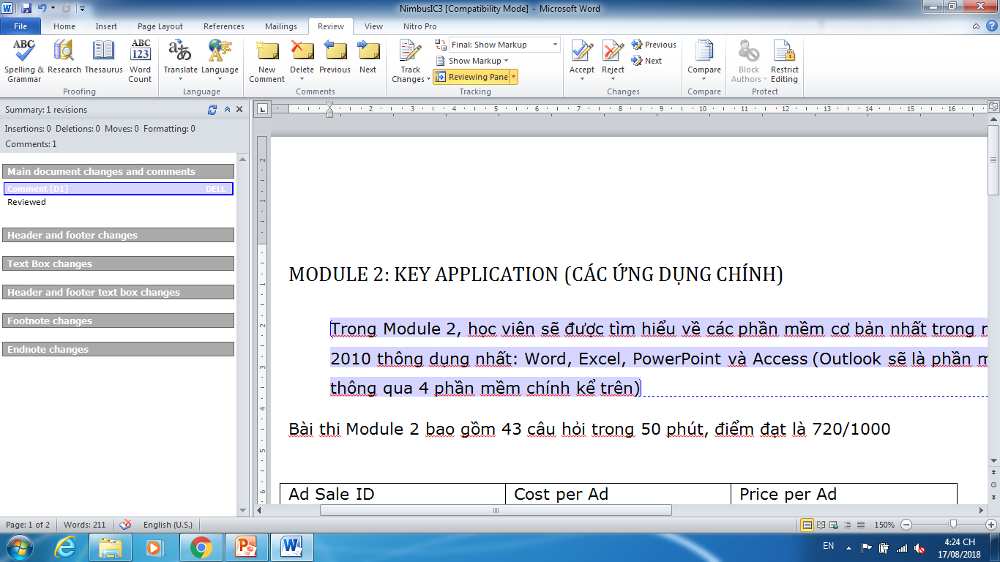 NimbusIC3 [Compatibility Mode] - Microsoft Word
File Home Insert Page Layout References Mailings Review View Nitro Pro
Spelling & Grammar
Research
Thesaurus
Word Count
Proofing
Translate
Language
Language
New Comment
Delete
Previous
Next
Comments
Track Changes
Final: Show Markup
Show Markup
Reviewing Pane
Tracking
Accept
Reject
Previous
Next
Changes
Compare
Compare
Block Authors
Restrict Editing
Protect
Summary: 1 revisions
Insertions: 0 Deletions: 0 Moves: 0 Formatting: 0
Comments: 1
Main document changes and comments
Comment [D1] DELL
Reviewed
Header and footer changes
Text Box changes
Header and footer text box changes
Footnote changes
Endnote changes
MODULE 2: KEY APPLICATION (CÁC ỨNG DỤNG CHÍNH)
Trong Module 2, học viên sẽ được tìm hiểu về các phần mềm cơ bản nhất trong
2010 thông dụng nhất: Word, Excel, PowerPoint và Access (Outlook sẽ là phần
thông qua 4 phần mềm chính kể trên)
Bài thi Module 2 bao gồm 43 câu hỏi trong 50 phút, điểm đạt là 720/1000
Ad Sale ID Cost per Ad Price per Ad
Page: 1 of 2 Words: 211 English (U.S.) 150%
EN 4:24 CH
17/08/2018